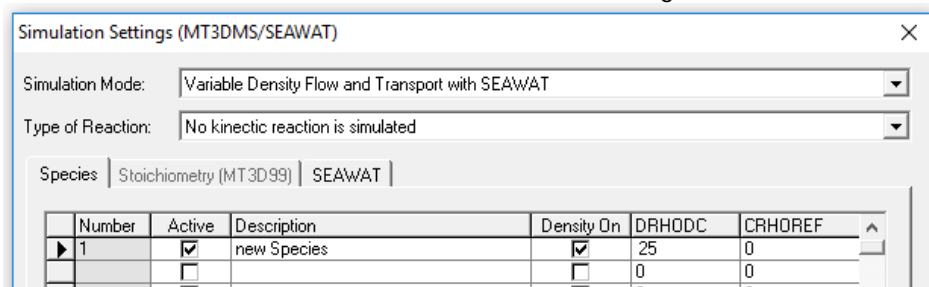 Simulation Settings (MT3DMS/SEAWAT)
Simulation Mode: Variable Density Flow and Transport with SEAWAT
Type of Reaction: No kinetic reaction is simulated
Species Stoichiometry (MT3D99) SEAWAT
Number Active Description Density On DRHODC CRHOREF
1 new Species 25 0
0 0